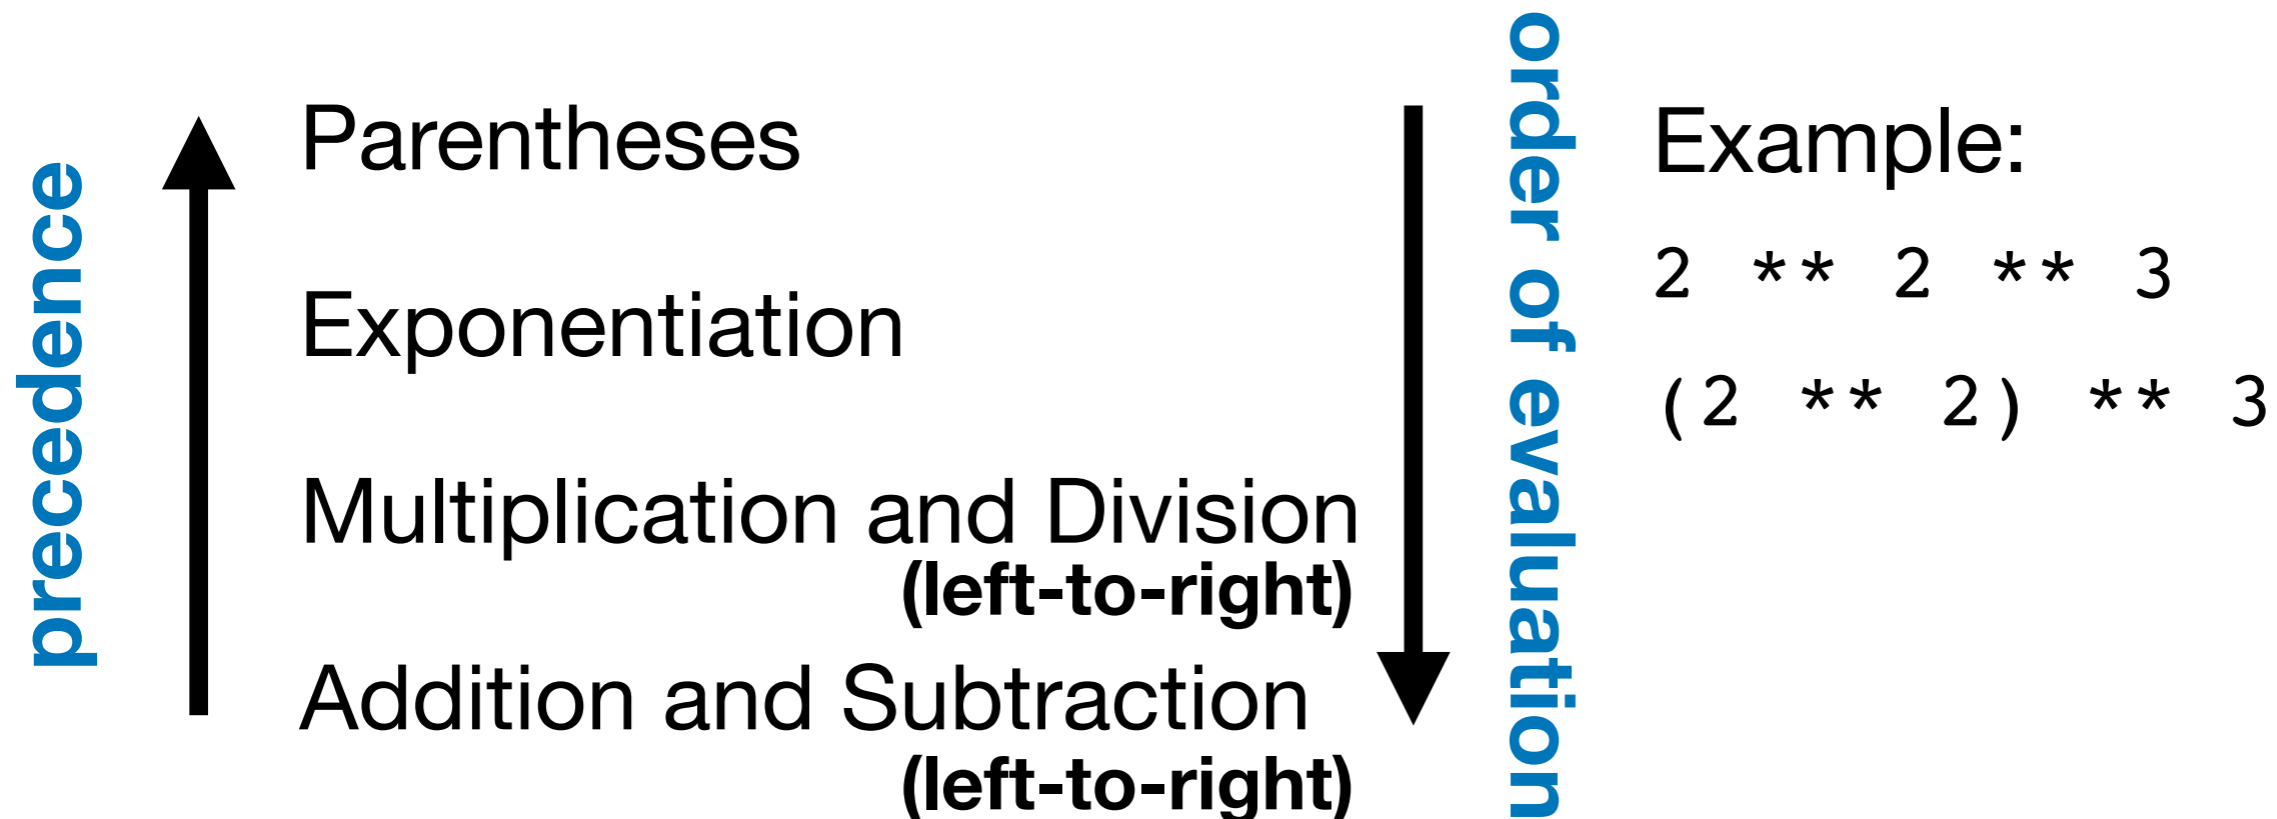 precedence
Parentheses
Exponentiation
Multiplication and Division
(left-to-right)
Addition and Subtraction
(left-to-right)
order of evaluation
Example:
2 ** 2 ** 3
(2 ** 2) ** 3